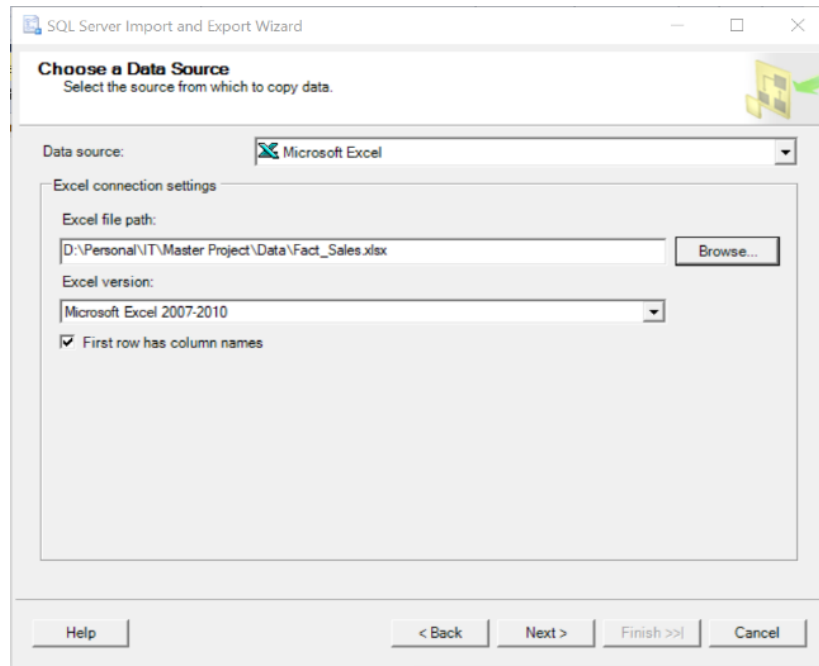 SQL Server Import and Export Wizard
Choose a Data Source
Select the source from which to copy data.
Data source: Microsoft Excel
Excel connection settings
Excel file path:
D:\Personal\IT\Master Project\Data\Fact_Sales.xlsx Browse...
Excel version:
Microsoft Excel 2007-2010
First row has column names
Help < Back Next > Finish >>| Cancel